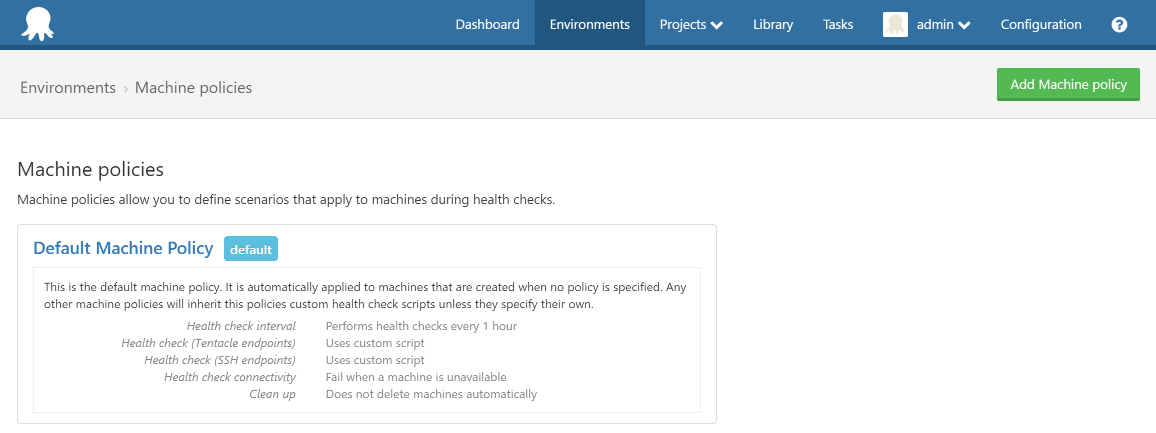 Dashboard Environments Projects Library Tasks admin Configuration ?
Environments › Machine policies
Add Machine policy
Machine policies
Machine policies allow you to define scenarios that apply to machines during health checks.
Default Machine Policy default
This is the default machine policy. It is automatically applied to machines that are created when no policy is specified. Any
other machine policies will inherit this policies custom health check scripts unless they specify their own.
Health check interval Performs health checks every 1 hour
Health check (Tentacle endpoints) Uses custom script
Health check (SSH endpoints) Uses custom script
Health check connectivity Fail when a machine is unavailable
Clean up Does not delete machines automatically